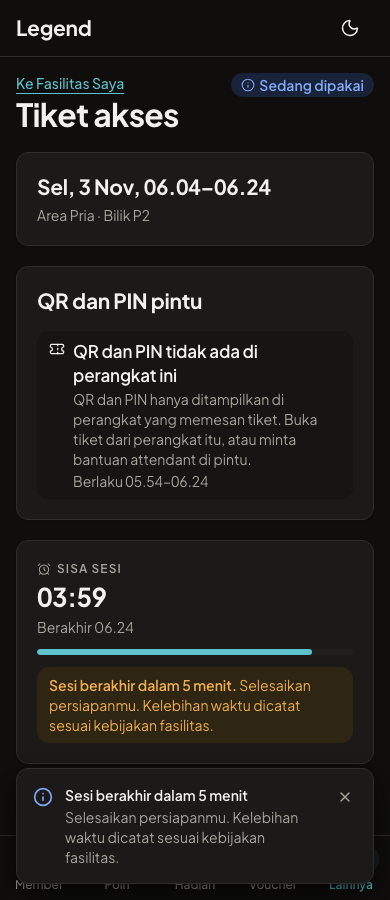 Legend
Ke Fasilitas Saya
Sedang dipakai
Tiket akses
Sel, 3 Nov, 06.04–06.24
Area Pria · Bilik P2
QR dan PIN pintu
QR dan PIN tidak ada di
perangkat ini
QR dan PIN hanya ditampilkan di
perangkat yang memesan tiket. Buka
tiket dari perangkat itu, atau minta
bantuan attendant di pintu.
Berlaku 05.54–06.24
SISA SESI
03:59
Berakhir 06.24
Sesi berakhir dalam 5 menit. Selesaikan
persiapanmu. Kelebihan waktu dicatat
sesuai kebijakan fasilitas.
Sesi berakhir dalam 5 menit
Selesaikan persiapanmu. Kelebihan
waktu dicatat sesuai kebijakan
fasilitas.
Member Poin Hadiah Voucher Lainnya